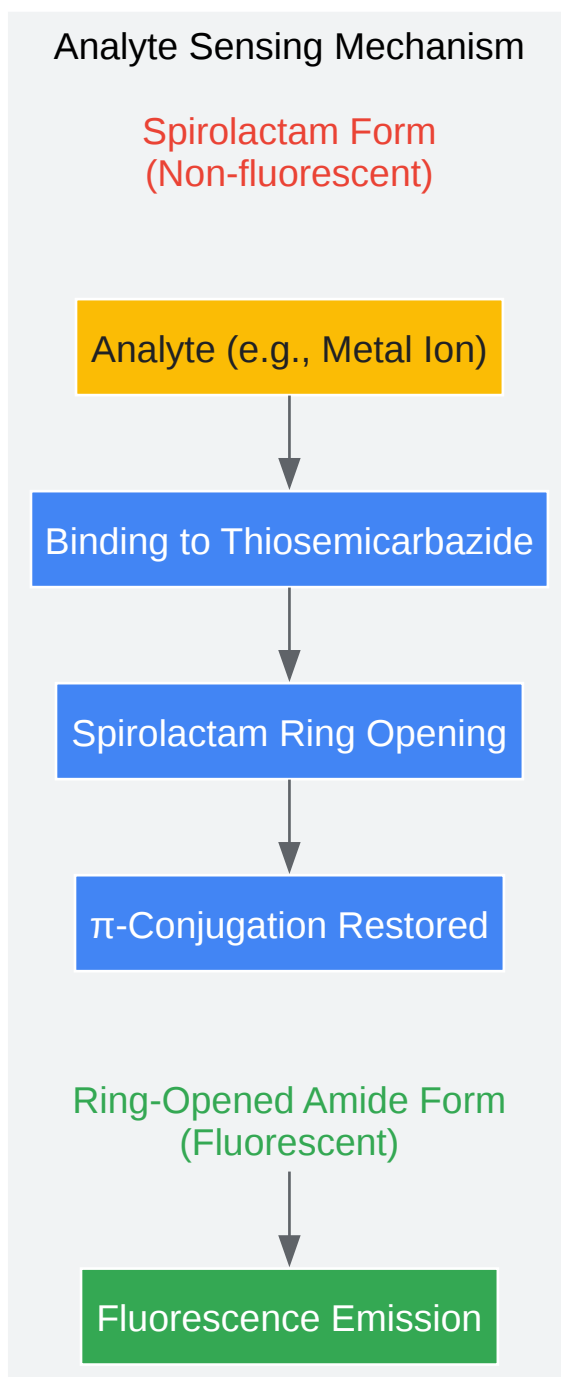 Analyte Sensing Mechanism
Spirolactam Form
(Non-fluorescent)
Analyte (e.g., Metal Ion)
Binding to Thiosemicarbazide
Spirolactam Ring Opening
π-Conjugation Restored
Ring-Opened Amide Form
(Fluorescent)
Fluorescence Emission